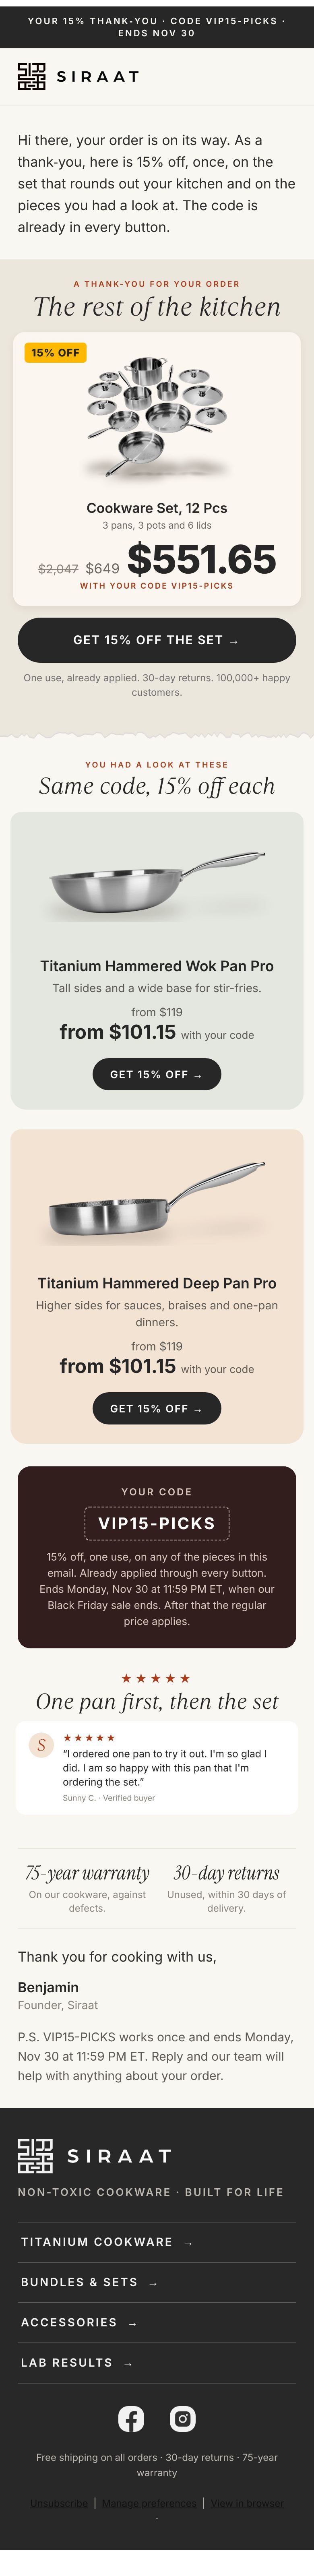 YOUR 15% THANK-YOU · CODE VIP15-PICKS ·
ENDS NOV 30
SIRAAT
Hi there, your order is on its way. As a
thank-you, here is 15% off, once, on the
set that rounds out your kitchen and on the
pieces you had a look at. The code is
already in every button.
A THANK-YOU FOR YOUR ORDER
The rest of the kitchen
15% OFF
Cookware Set, 12 Pcs
3 pans, 3 pots and 6 lids
$2,047 $649 $551.65
WITH YOUR CODE VIP15-PICKS
GET 15% OFF THE SET →
One use, already applied. 30-day returns. 100,000+ happy
customers.
YOU HAD A LOOK AT THESE
Same code, 15% off each
Titanium Hammered Wok Pan Pro
Tall sides and a wide base for stir-fries.
from $119
from $101.15 with your code
GET 15% OFF →
Titanium Hammered Deep Pan Pro
Higher sides for sauces, braises and one-pan
dinners.
from $119
from $101.15 with your code
GET 15% OFF →
YOUR CODE
VIP15-PICKS
15% off, one use, on any of the pieces in this
email. Already applied through every button.
Ends Monday, Nov 30 at 11:59 PM ET, when our
Black Friday sale ends. After that the regular
price applies.
★★★★★
One pan first, then the set
S
★★★★★
“I ordered one pan to try it out. I'm so glad I
did. I am so happy with this pan that I'm
ordering the set.”
Sunny C. · Verified buyer
75-year warranty
On our cookware, against
defects.
30-day returns
Unused, within 30 days of
delivery.
Thank you for cooking with us,
Benjamin
Founder, Siraat
P.S. VIP15-PICKS works once and ends Monday,
Nov 30 at 11:59 PM ET. Reply and our team will
help with anything about your order.
SIRAAT
NON-TOXIC COOKWARE · BUILT FOR LIFE
TITANIUM COOKWARE →
BUNDLES & SETS →
ACCESSORIES →
LAB RESULTS →
Free shipping on all orders · 30-day returns · 75-year
warranty
Unsubscribe | Manage preferences | View in browser
.